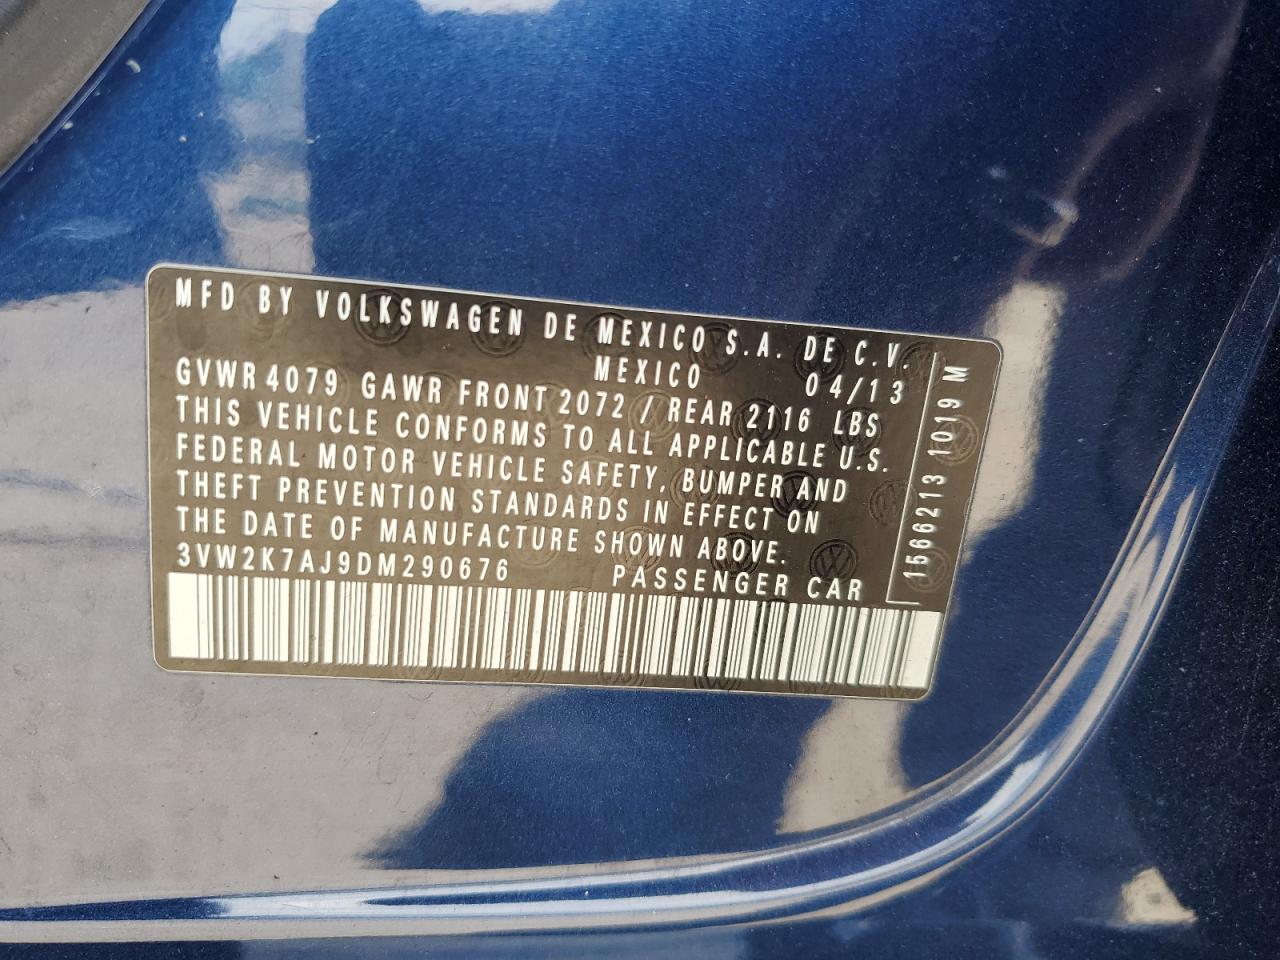 MFD BY VOLKSWAGEN DE MEXICO S.A. DE C.V.
MEXICO 04/13
GVWR 4079 GAWR FRONT 2072 / REAR 2116 LBS
THIS VEHICLE CONFORMS TO ALL APPLICABLE U.S.
FEDERAL MOTOR VEHICLE SAFETY, BUMPER AND
THEFT PREVENTION STANDARDS IN EFFECT ON
THE DATE OF MANUFACTURE SHOWN ABOVE.
3VW2K7AJ9DM290676 PASSENGER CAR
1566213 1019 M